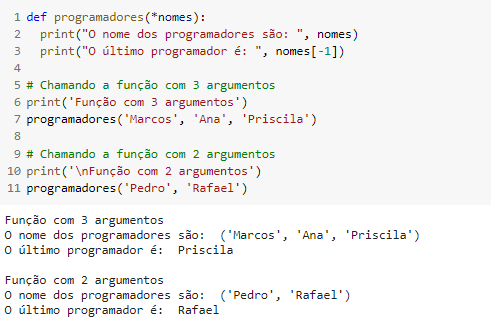 1 def programadores(*nomes):
2   print("O nome dos programadores são: ", nomes)
3   print("O último programador é: ", nomes[-1])
4
5 # Chamando a função com 3 argumentos
6 print('Função com 3 argumentos')
7 programadores('Marcos', 'Ana', 'Priscila')
8
9 # Chamando a função com 2 argumentos
10 print('\nFunção com 2 argumentos')
11 programadores('Pedro', 'Rafael')
Função com 3 argumentos
O nome dos programadores são:  ('Marcos', 'Ana', 'Priscila')
O último programador é:  Priscila

Função com 2 argumentos
O nome dos programadores são:  ('Pedro', 'Rafael')
O último programador é:  Rafael